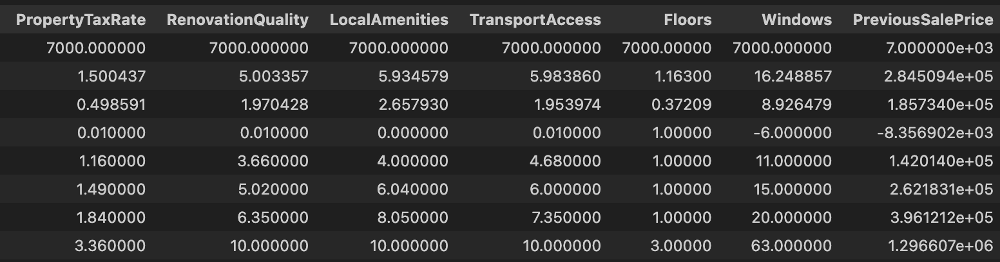 PropertyTaxRate RenovationQuality LocalAmenities TransportAccess Floors Windows PreviousSalePrice
7000.000000 7000.000000 7000.000000 7000.000000 7000.00000 7000.000000 7.000000e+03
1.500437 5.003357 5.934579 5.983860 1.16300 16.248857 2.845094e+05
0.498591 1.970428 2.657930 1.953974 0.37209 8.926479 1.857340e+05
0.010000 0.010000 0.000000 0.010000 1.00000 -6.000000 -8.356902e+03
1.160000 3.660000 4.000000 4.680000 1.00000 11.000000 1.420140e+05
1.490000 5.020000 6.040000 6.000000 1.00000 15.000000 2.621831e+05
1.840000 6.350000 8.050000 7.350000 1.00000 20.000000 3.961212e+05
3.360000 10.000000 10.000000 10.000000 3.00000 63.000000 1.296607e+06